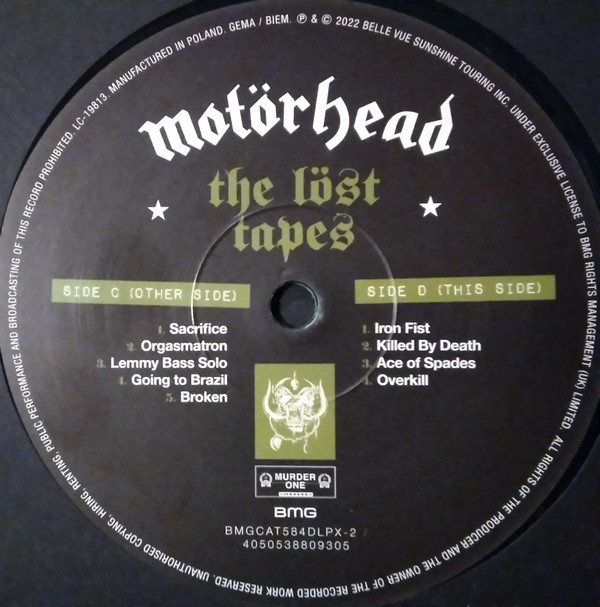 motörhead
the löst
tapes
SIDE C (OTHER SIDE)
1. Sacrifice
2. Orgasmatron
3. Lemmy Bass Solo
4. Going to Brazil
5. Broken
SIDE D (THIS SIDE)
1. Iron Fist
2. Killed By Death
3. Ace of Spades
4. Overkill
MURDER
ONE
BMG
BMGCAT584DLPX-2 /
4050538809305
LC-19813. MANUFACTURED IN POLAND. GEMA / BIEM. ℗ & © 2022 BELLE VUE SUNSHINE TOURING INC. UNDER EXCLUSIVE LICENSE TO BMG RIGHTS MANAGEMENT (UK) LIMITED. ALL RIGHTS OF THE PRODUCER AND THE OWNER OF THE RECORDED WORK RESERVED. UNAUTHORISED COPYING, HIRING, RENTING, PUBLIC PERFORMANCE AND BROADCASTING OF THIS RECORD PROHIBITED.